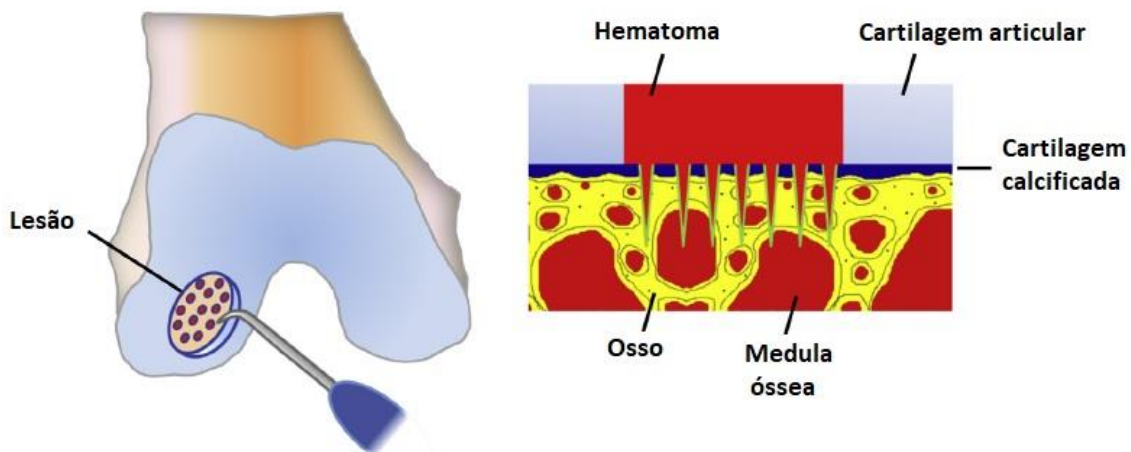 Lesão
Hematoma
Cartilagem articular
Cartilagem
calcificada
Osso
Medula
óssea